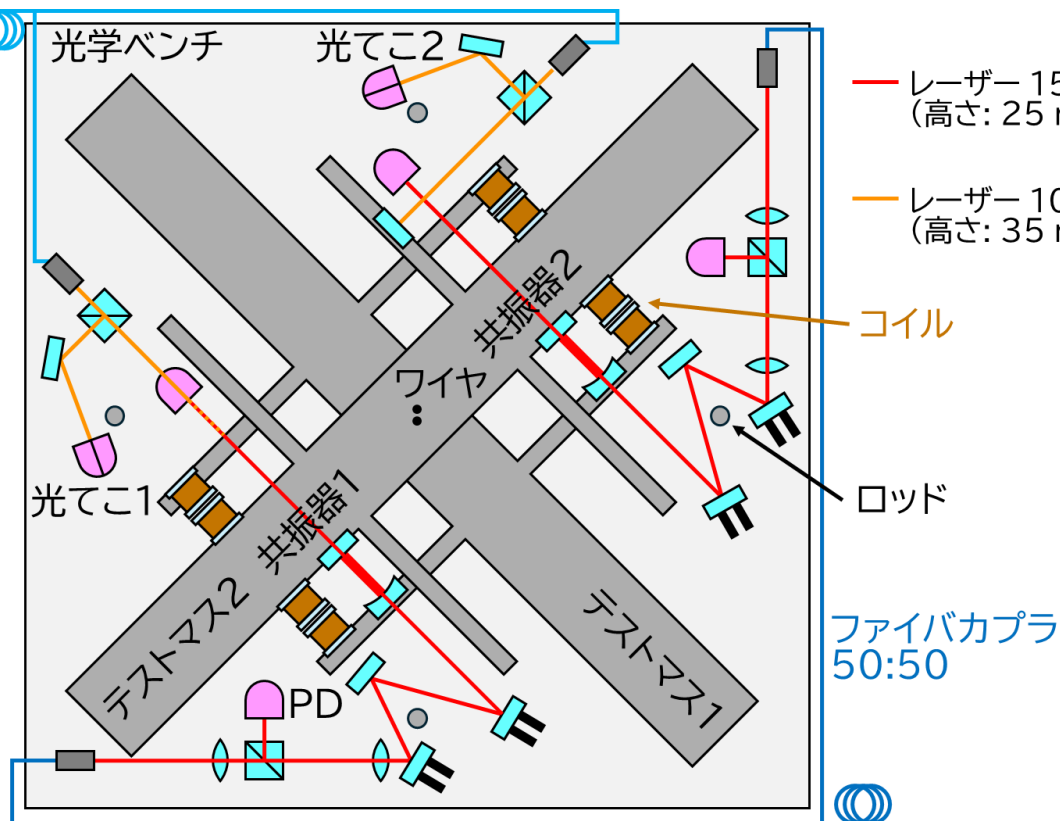 光学ベンチ
光てこ2
レーザー 15
(高さ: 25
レーザー 10
(高さ: 35
共振器2
コイル
ワイヤ
光てこ1
共振器1
ロッド
テストマス2
テストマス1
ファイバカプラ
50:50
PD